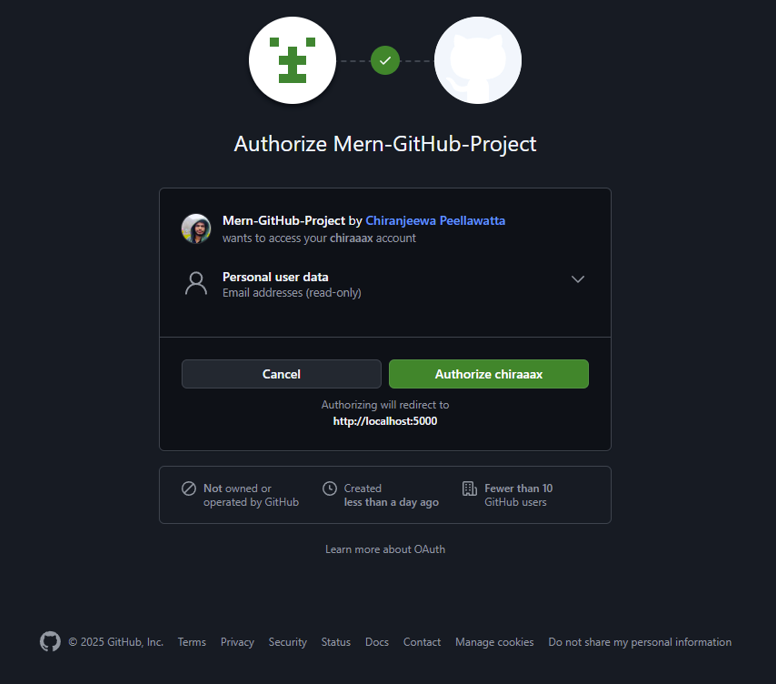 Authorize Mern-GitHub-Project
Mern-GitHub-Project by Chiranjeewa Peellawatta
wants to access your chiraaax account
Personal user data
Email addresses (read-only)
Cancel
Authorize chiraaax
Authorizing will redirect to
http://localhost:5000
Not owned or
operated by GitHub
Created
less than a day ago
Fewer than 10
GitHub users
Learn more about OAuth
© 2025 GitHub, Inc. Terms Privacy Security Status Docs Contact Manage cookies Do not share my personal information